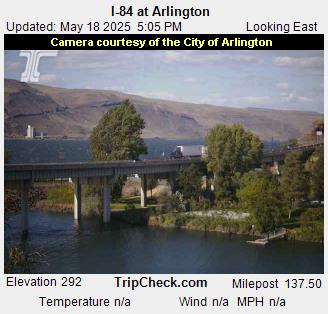 I-84 at Arlington
Updated: May 18 2025 5:05 PM Looking East
Camera courtesy of the City of Arlington
Elevation 292 TripCheck.com Milepost 137.50
Temperature n/a Wind n/a MPH n/a